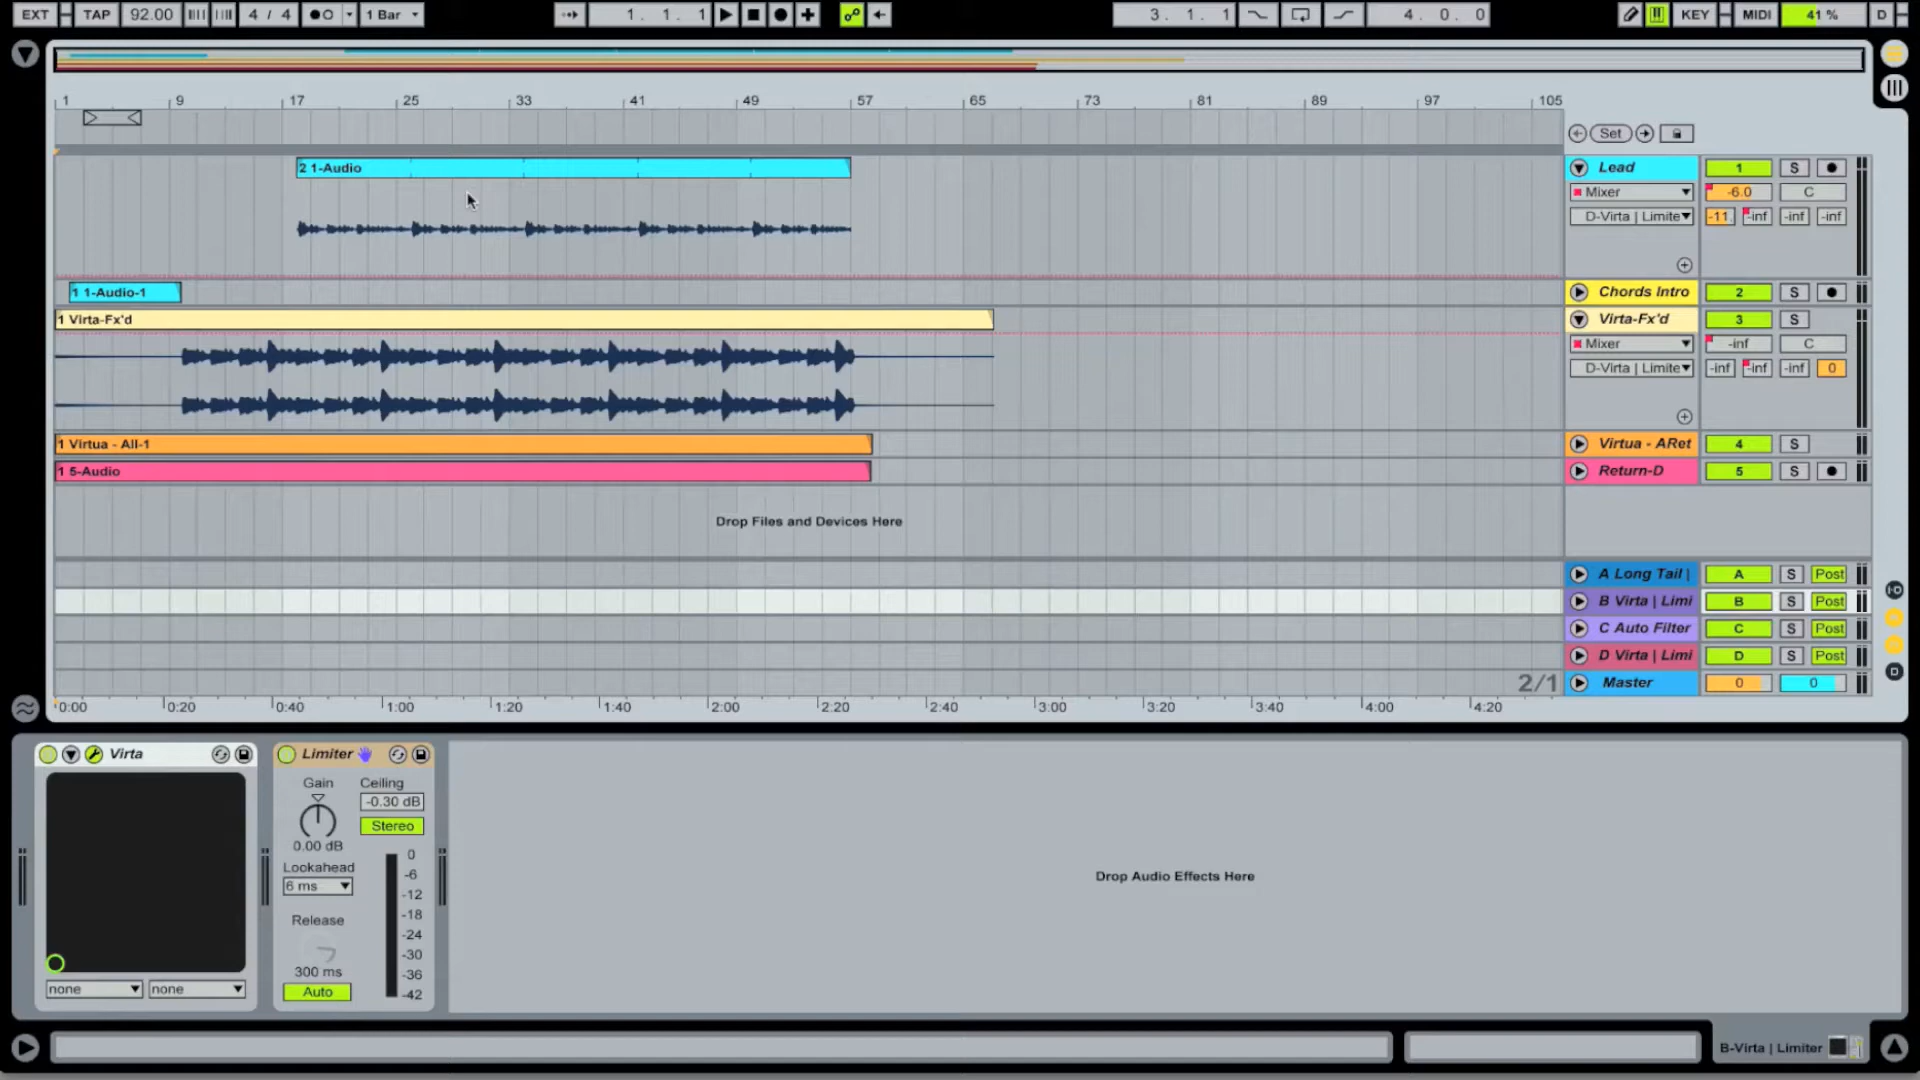 EXT TAP 92.00 4 / 4 1 Bar 1. 1. 1 3. 1. 1 4. 0. 0 KEY MIDI 41 % D
1 9 17 25 33 41 49 57 65 73 81 89 97 105
Set
2 1-Audio Lead 1 S
Mixer -6.0 C
D-Virta | Limite -11. -inf -inf -inf
1 1-Audio-1 Chords Intro 2 S
1 Virta-Fx'd Virta-Fx'd 3 S
Mixer -inf C
D-Virta | Limite -inf -inf -inf 0
1 Virtua - All-1 Virtua - ARet 4 S
1 5-Audio Return-D 5 S
Drop Files and Devices Here
A Long Tail | A S Post
B Virta | Limi B S Post
C Auto Filter C S Post
D Virta | Limi D S Post
2/1 Master 0 0
0:00 0:20 0:40 1:00 1:20 1:40 2:00 2:20 2:40 3:00 3:20 3:40 4:00 4:20
D
Virta Limiter
Gain Ceiling
-0.30 dB
Stereo
0.00 dB
Lookahead
6 ms
Release
300 ms
Auto
0
-6
-12
-18
-24
-30
-36
-42
none none
Drop Audio Effects Here
B-Virta | Limiter